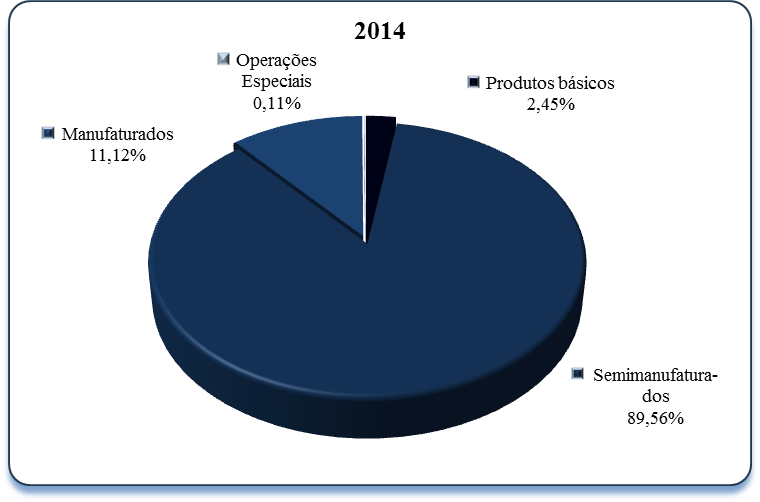 2014
Operações
Especiais
0,11%
Produtos básicos
2,45%
Manufaturados
11,12%
Semimanufatura-
dos
89,56%